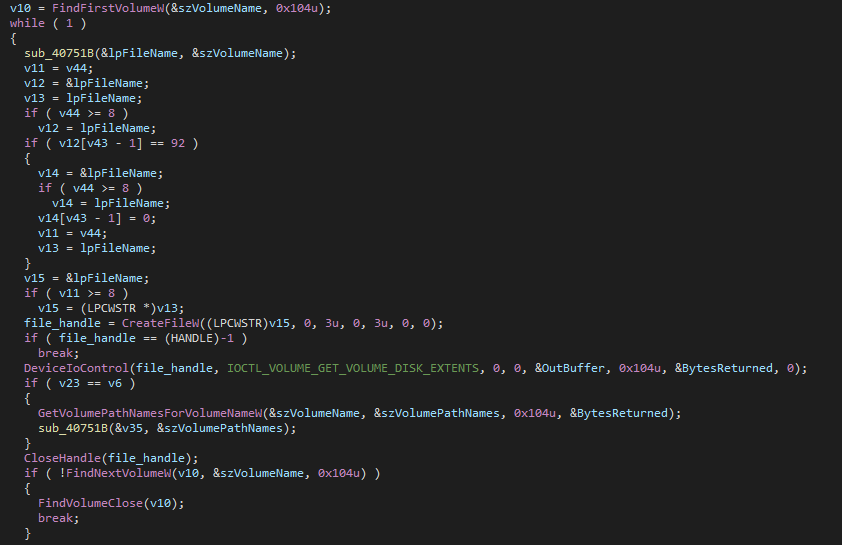 v10 = FindFirstVolumeW(&szVolumeName, 0x104u);
while ( 1 )
{
  sub_40751B(&lpFileName, &szVolumeName);
  v11 = v44;
  v12 = &lpFileName;
  v13 = lpFileName;
  if ( v44 >= 8 )
    v12 = lpFileName;
  if ( v12[v43 - 1] == 92 )
  {
    v14 = &lpFileName;
    if ( v44 >= 8 )
      v14 = lpFileName;
    v14[v43 - 1] = 0;
    v11 = v44;
    v13 = lpFileName;
  }
  v15 = &lpFileName;
  if ( v11 >= 8 )
    v15 = (LPCWSTR *)v13;
  file_handle = CreateFileW((LPCWSTR)v15, 0, 3u, 0, 3u, 0, 0);
  if ( file_handle == (HANDLE)-1 )
    break;
  DeviceIoControl(file_handle, IOCTL_VOLUME_GET_VOLUME_DISK_EXTENTS, 0, 0, &OutBuffer, 0x104u, &BytesReturned, 0);
  if ( v23 == v6 )
  {
    GetVolumePathNamesForVolumeNameW(&szVolumeName, &szVolumePathNames, 0x104u, &BytesReturned);
    sub_40751B(&v35, &szVolumePathNames);
  }
  CloseHandle(file_handle);
  if ( !FindNextVolumeW(v10, &szVolumeName, 0x104u) )
  {
    FindVolumeClose(v10);
    break;
  }